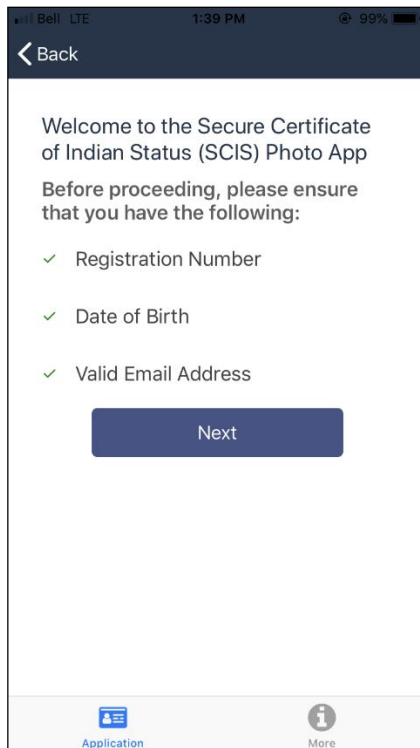 Bell LTE 1:39 PM 99%
Back
Welcome to the Secure Certificate
of Indian Status (SCIS) Photo App
Before proceeding, please ensure
that you have the following:
Registration Number
Date of Birth
Valid Email Address
Next
Application More